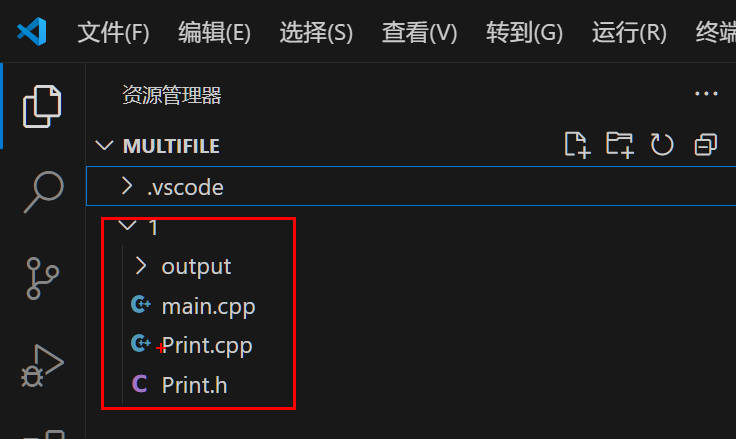 文件(F) 编辑(E) 选择(S) 查看(V) 转到(G) 运行(R) 终端
资源管理器
MULTIFILE
.vscode
1
output
main.cpp
Print.cpp
Print.h